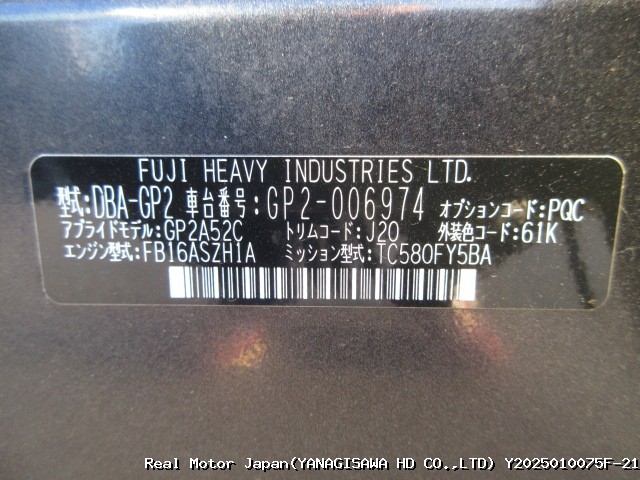 FUJI HEAVY INDUSTRIES LTD.
型式:DBA-GP2 車台番号:GP2-006974 オプションコード:PQC
アプライドモデル:GP2A52C トリムコード:J20 外装色コード:61K
エンジン型式:FB16ASZH1A ミッション型式:TC580FY5BA
Real Motor Japan(YANAGISAWA HD CO.,LTD) Y2025010075F-21